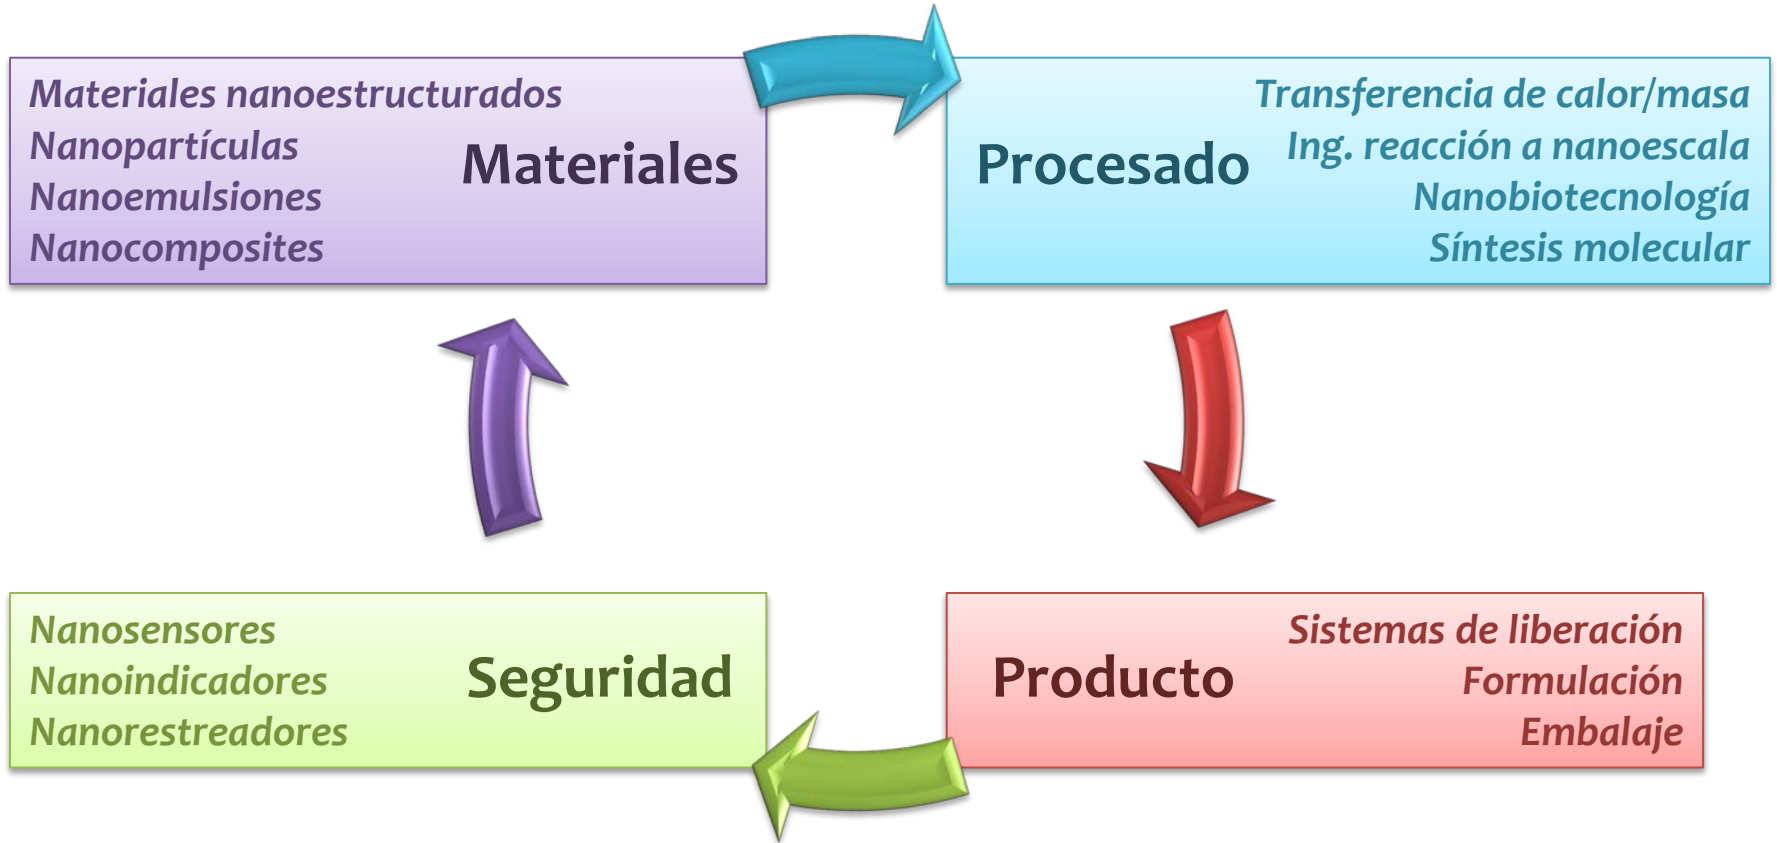 Materiales nanoestructurados
Nanopartículas
Nanoemulsiones
Nanocomposites
Materiales
Procesado
Transferencia de calor/masa
Ing. reacción a nanoescala
Nanobiotecnología
Síntesis molecular
Nanosensores
Nanoindicadores
Nanorestreadores
Seguridad
Producto
Sistemas de liberación
Formulación
Embalaje